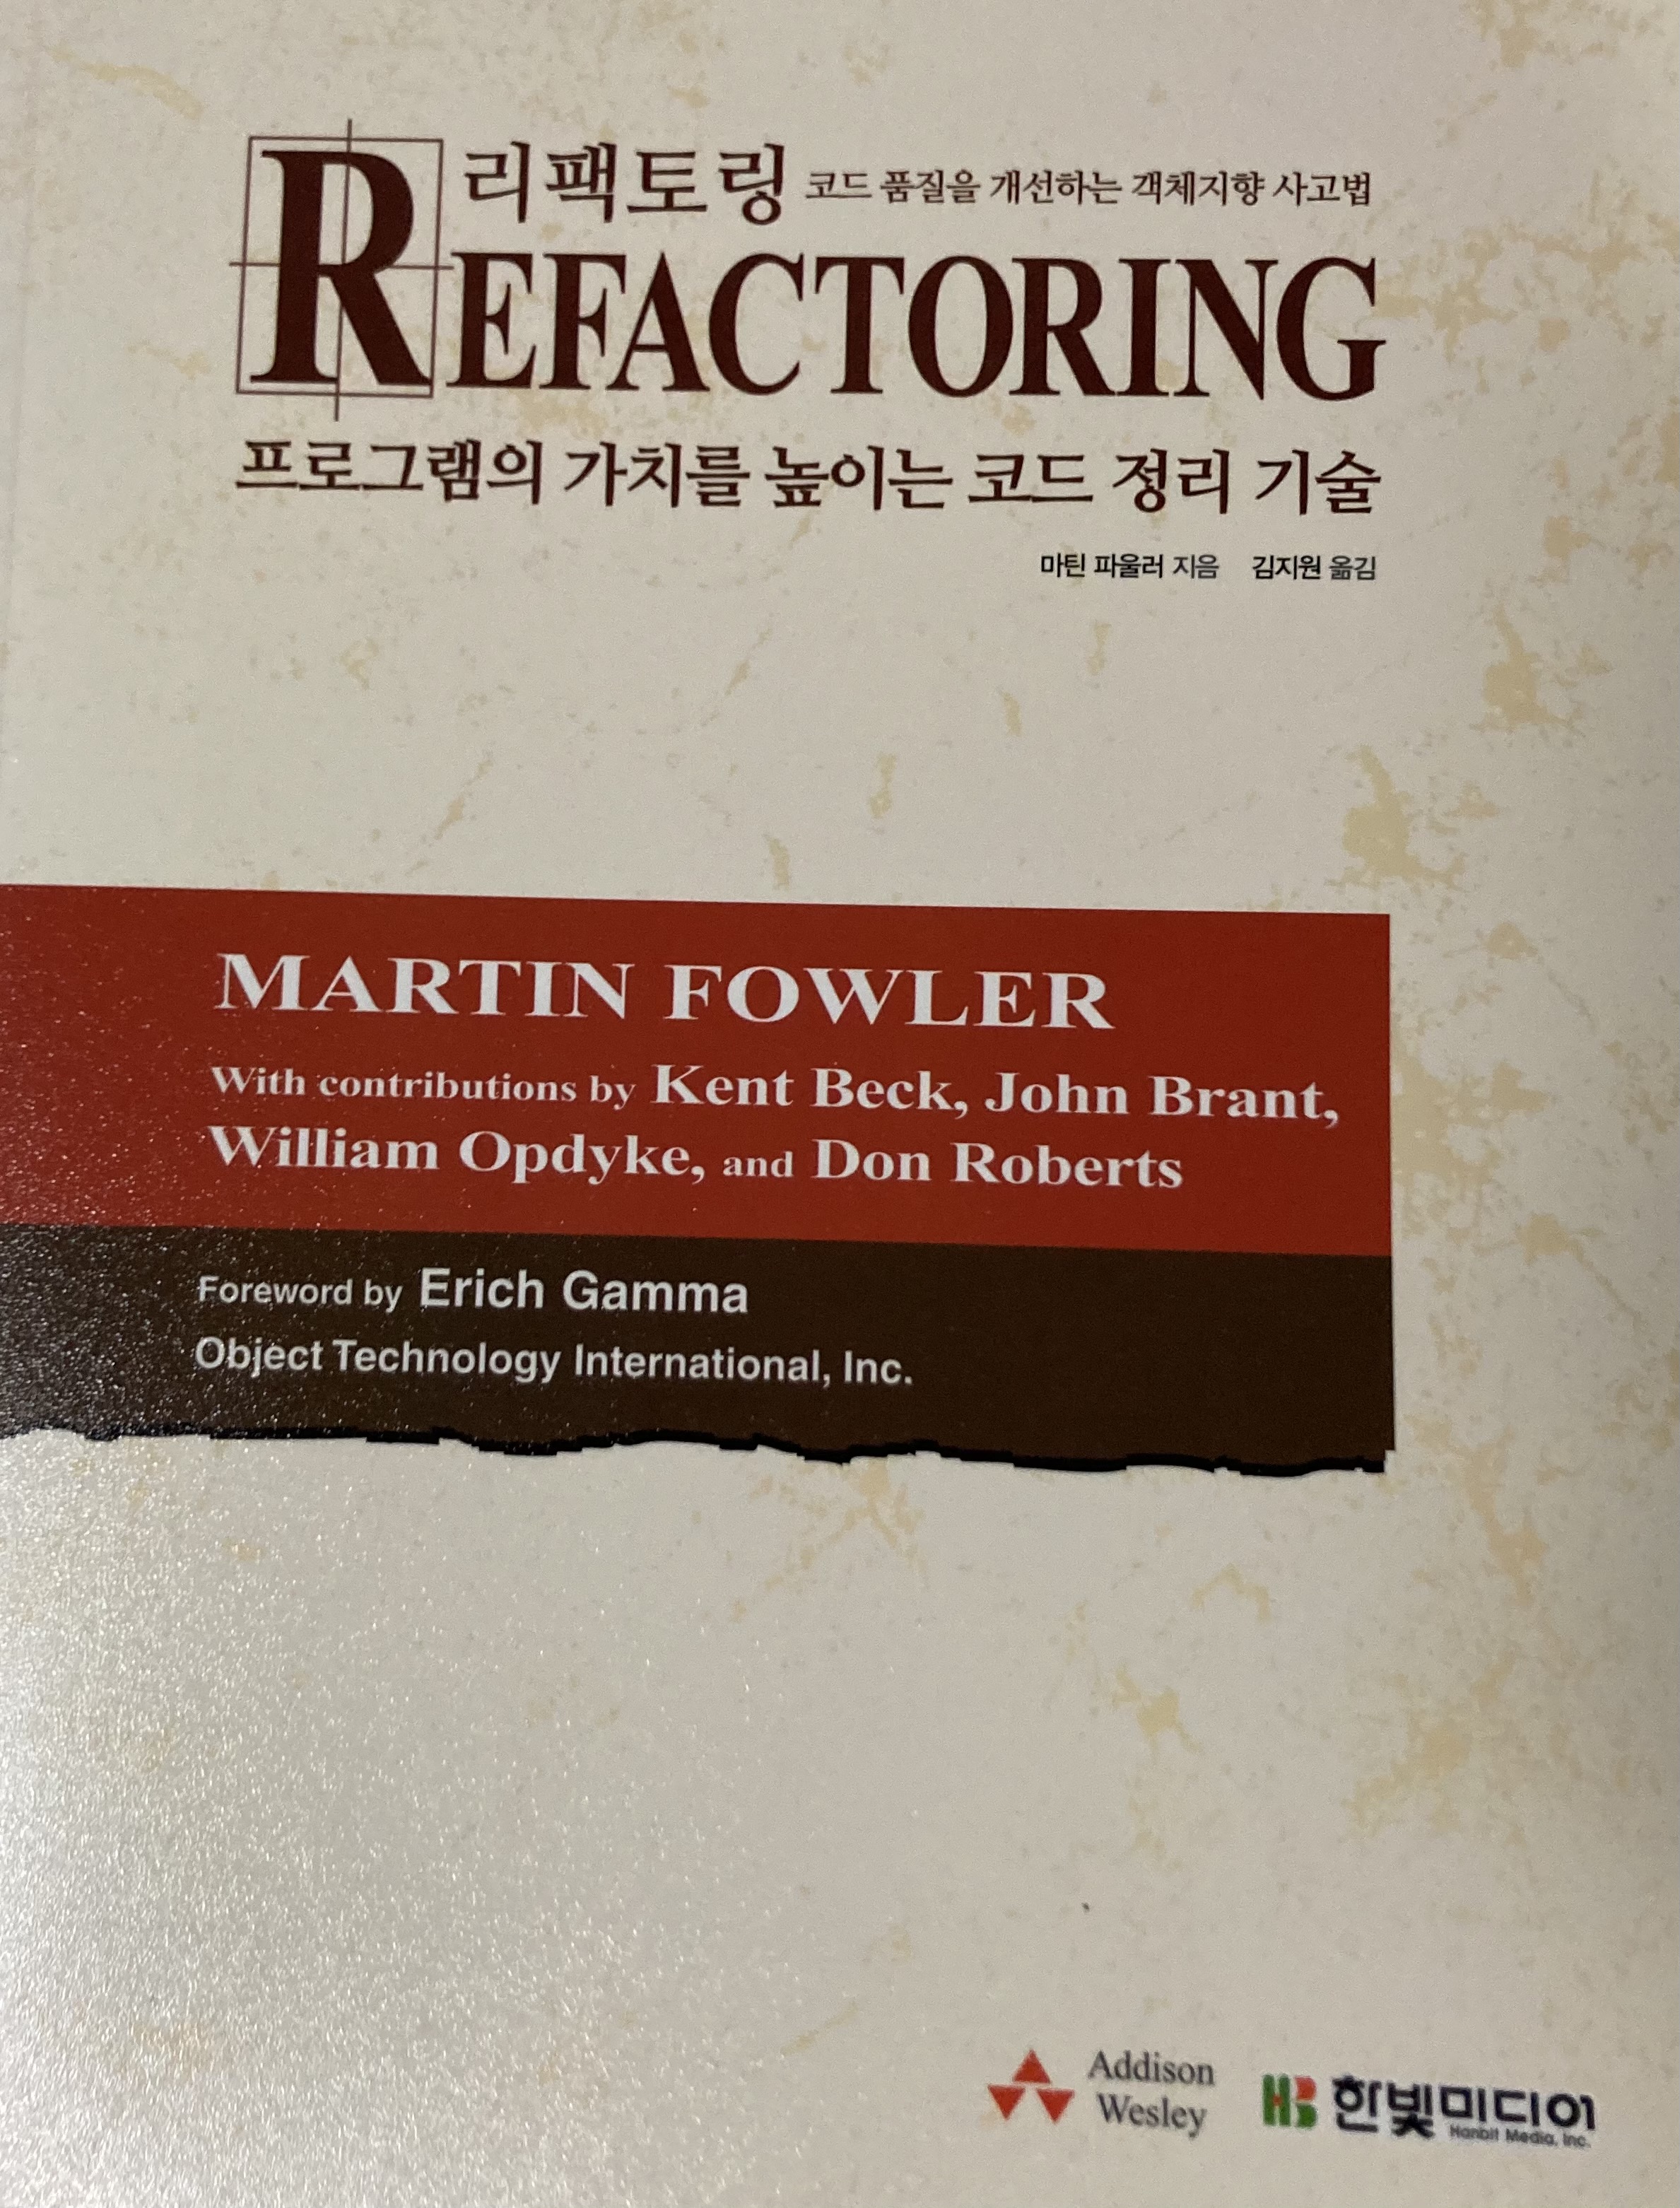 리팩토링 코드 품질을 개선하는 객체지향 사고법
REFACTORING
프로그램의 가치를 높이는 코드 정리 기술
마틴 파울러 지음 김지원 옮김
MARTIN FOWLER
With contributions by Kent Beck, John Brant,
William Opdyke, and Don Roberts
Foreword by Erich Gamma
Object Technology International, Inc.
Addison
Wesley
HB 한빛미디어
Hanbit Media, Inc.